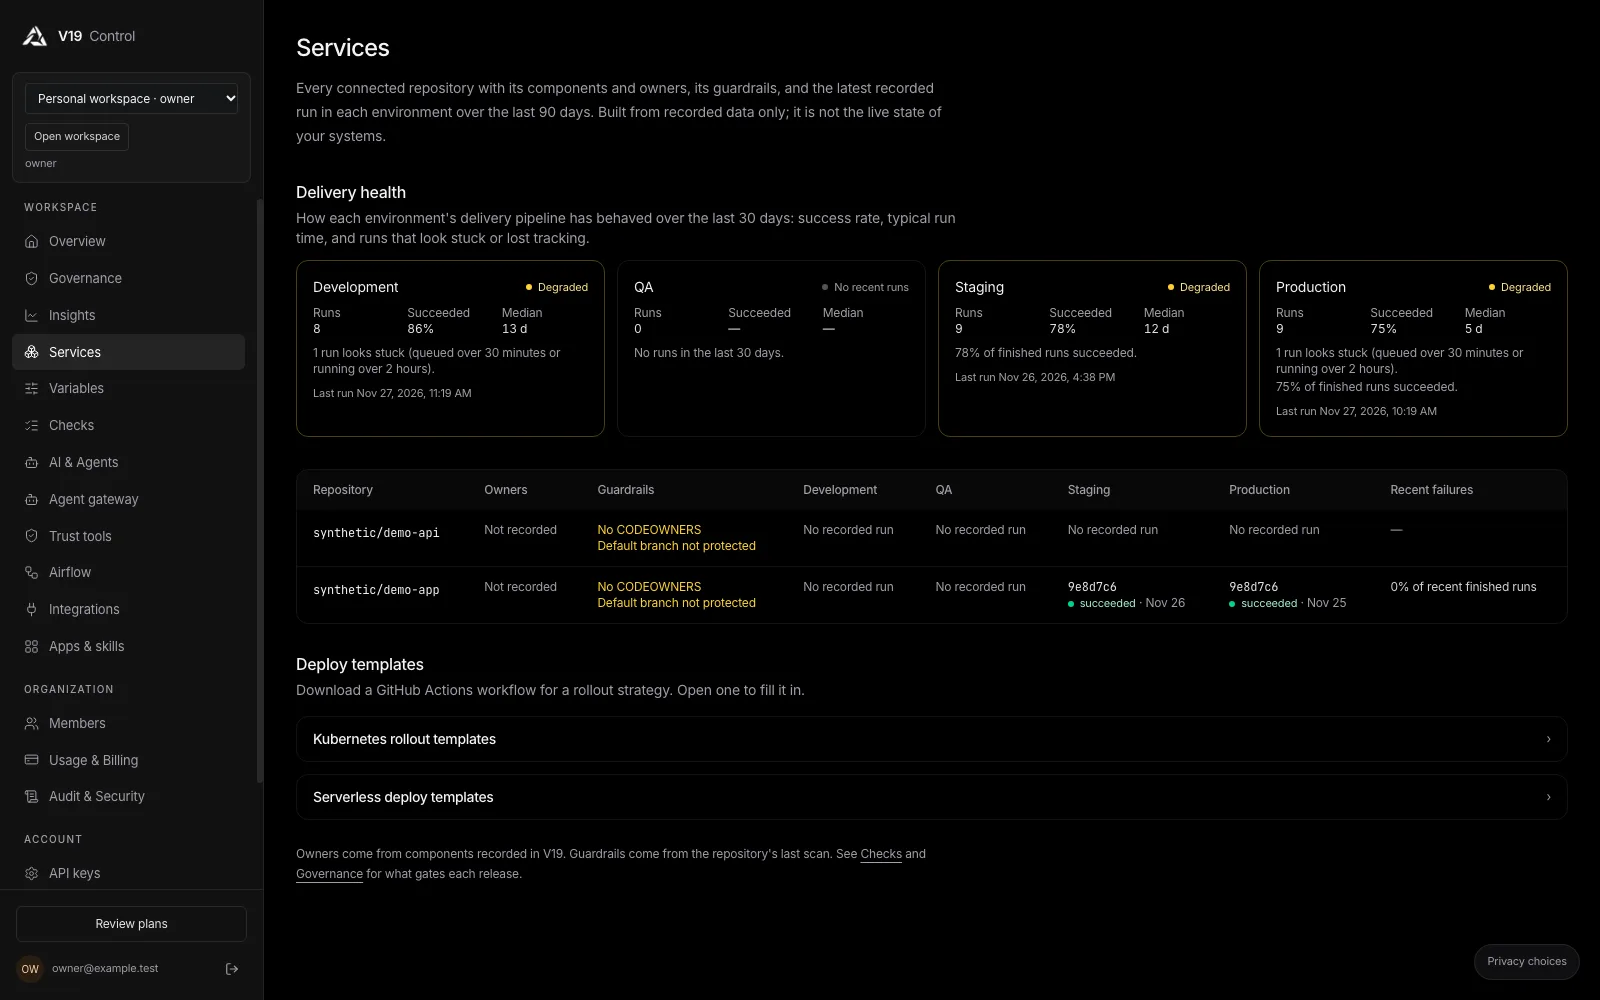 V19 Control
Personal workspace · owner
Open workspace
owner
WORKSPACE
Overview
Governance
Insights
Services
Variables
Checks
AI & Agents
Agent gateway
Trust tools
Airflow
Integrations
Apps & skills
ORGANIZATION
Members
Usage & Billing
Audit & Security
ACCOUNT
API keys
Review plans
OW owner@example.test
Services
Every connected repository with its components and owners, its guardrails, and the latest recorded
run in each environment over the last 90 days. Built from recorded data only; it is not the live state of
your systems.
Delivery health
How each environment's delivery pipeline has behaved over the last 30 days: success rate, typical run
time, and runs that look stuck or lost tracking.
Development Degraded
Runs Succeeded Median
8 86% 13 d
1 run looks stuck (queued over 30 minutes or
running over 2 hours).
Last run Nov 27, 2026, 11:19 AM
QA No recent runs
Runs Succeeded Median
0 — —
No runs in the last 30 days.
Staging Degraded
Runs Succeeded Median
9 78% 12 d
78% of finished runs succeeded.
Last run Nov 26, 2026, 4:38 PM
Production Degraded
Runs Succeeded Median
9 75% 5 d
1 run looks stuck (queued over 30 minutes or
running over 2 hours).
75% of finished runs succeeded.
Last run Nov 27, 2026, 10:19 AM
Repository Owners Guardrails Development QA Staging Production Recent failures
synthetic/demo-api Not recorded No CODEOWNERS No recorded run No recorded run No recorded run No recorded run —
Default branch not protected
synthetic/demo-app Not recorded No CODEOWNERS No recorded run No recorded run 9e8d7c6 9e8d7c6 0% of recent finished runs
Default branch not protected succeeded · Nov 26 succeeded · Nov 25
Deploy templates
Download a GitHub Actions workflow for a rollout strategy. Open one to fill it in.
Kubernetes rollout templates ›
Serverless deploy templates ›
Owners come from components recorded in V19. Guardrails come from the repository's last scan. See Checks and
Governance for what gates each release.
Privacy choices